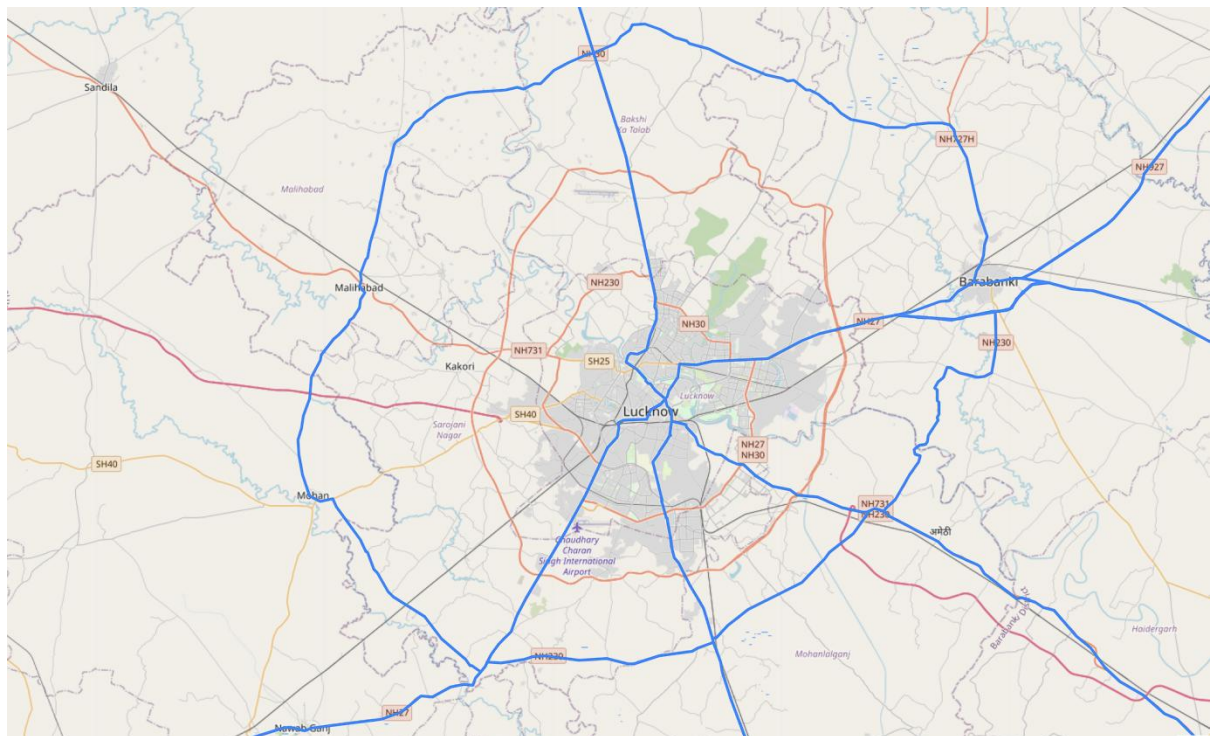 NH30
Sandila
Bakshi
Ka Talab
NH727H
NH927
Malihabad
NH230
Malihabad
Barabanki
NH30
NH27
NH731
SH25
NH230
Kakori
Lucknow
Lucknow
SH40
Sarojani
Nagar
NH27
NH30
SH40
Mohan
NH731
NH230
अमेठी
Chaudhary
Charan
Singh International
Airport
Barabanki
Haidergarh
NH230
Mohanlalganj
NH27
Nawab Ganj